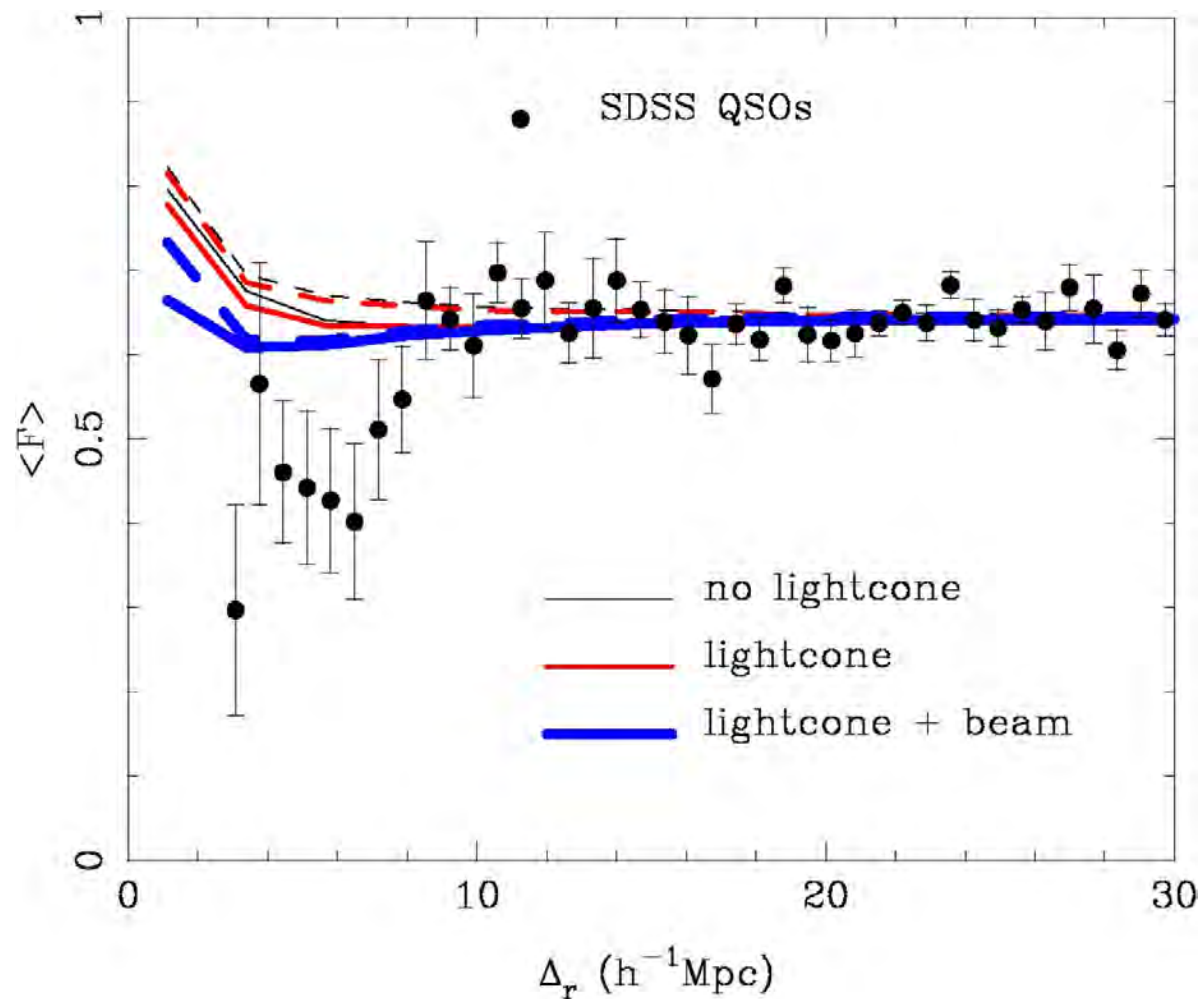 1
SDSS QSOs
<F>
0.5
no lightcone
lightcone
lightcone + beam
0
0 10 20 30
Δr (h⁻¹Mpc)